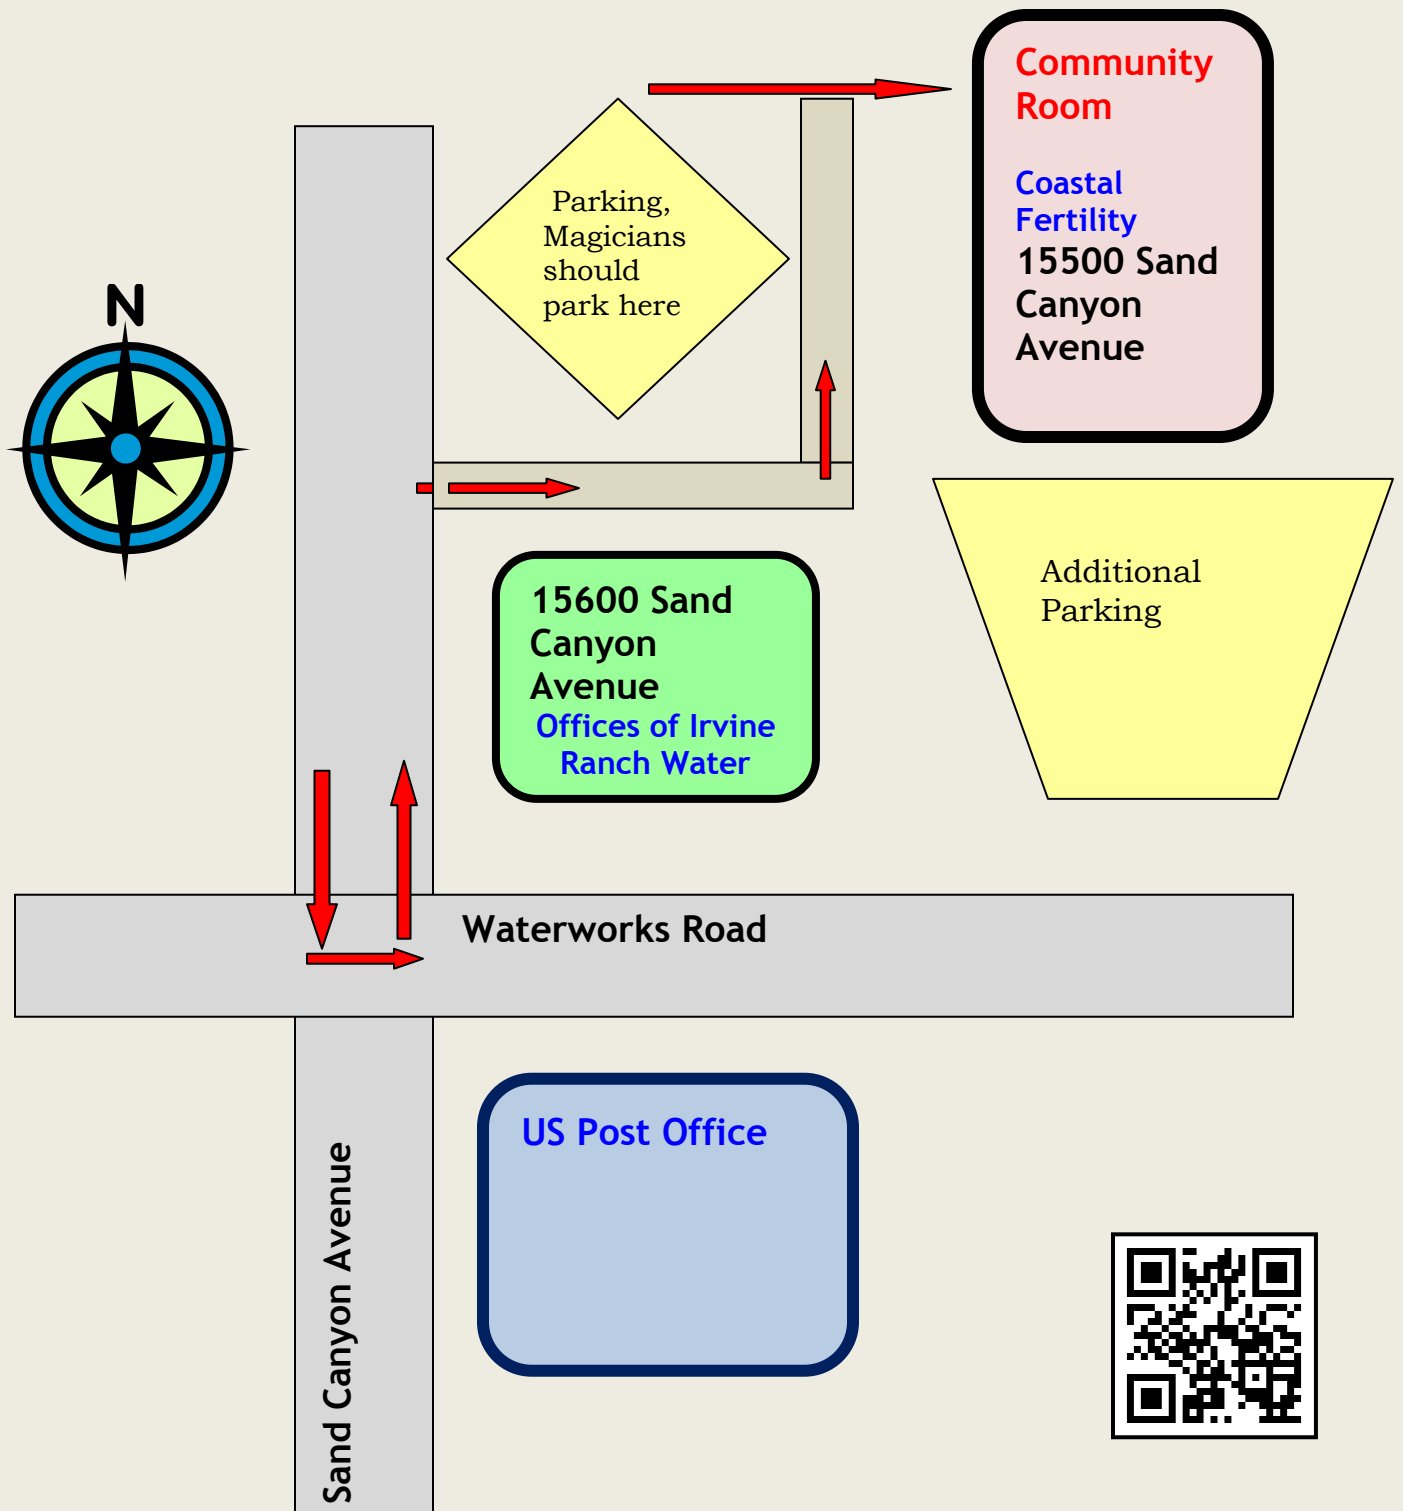 Community
Room
Coastal
Fertility
15500 Sand
Canyon
Avenue
Parking,
Magicians
should
park here
N
Additional
Parking
15600 Sand
Canyon
Avenue
Offices of Irvine
Ranch Water
Waterworks Road
US Post Office
Sand Canyon Avenue